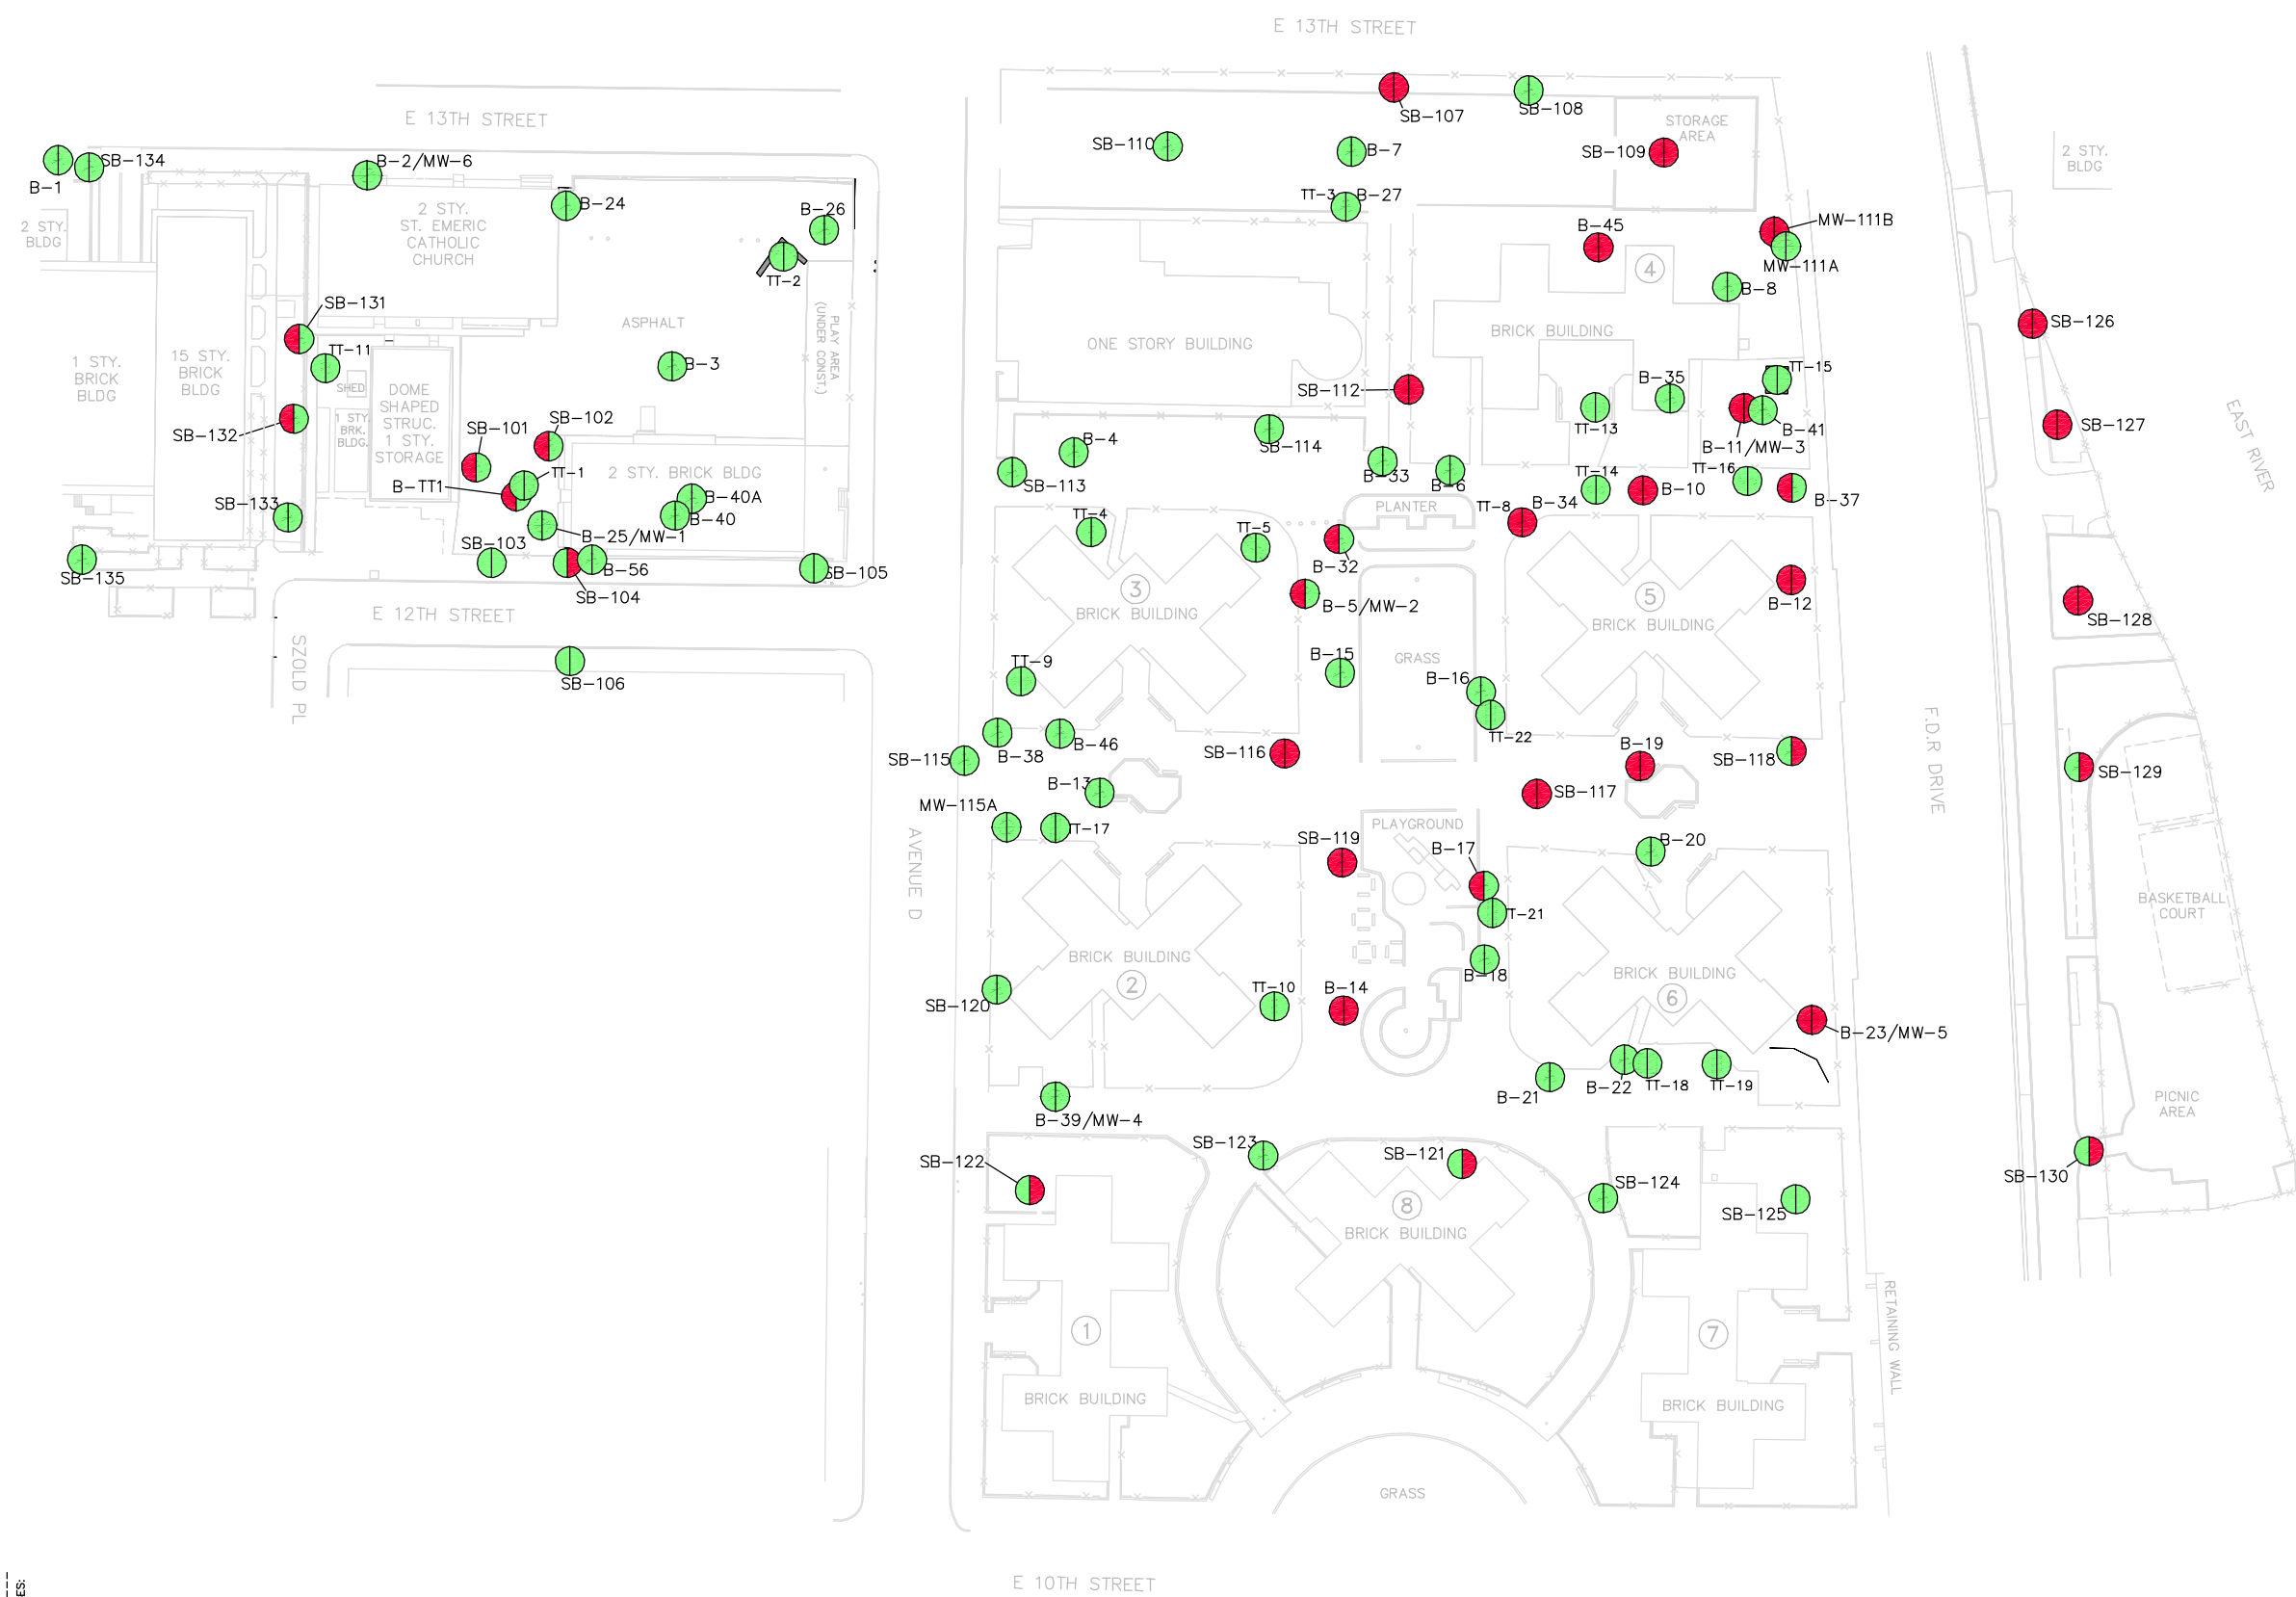 E 13TH STREET
E 13TH STREET
SB-107
SB-108
STORAGE
AREA
SB-110
B-7
SB-109
2 STY.
BLDG
SB-134
B-1
B-2/MW-6
B-24
B-26
TT-3
B-27
2 STY.
ST. EMERIC
CATHOLIC
CHURCH
2 STY.
BLDG
TT-2
B-45
MW-111B
MW-111A
4
B-8
SB-131
ASPHALT
PLAY AREA
(UNDER CONST.)
ONE STORY BUILDING
BRICK BUILDING
SB-126
TT-11
1 STY.
BRICK
BLDG
15 STY.
BRICK
BLDG
SHED
DOME
SHAPED
STRUC.
1 STY.
STORAGE
B-3
SB-112
B-35
TT-15
SB-132
1 STY.
BRK.
BLDG.
SB-101
SB-102
SB-114
B-4
TT-13
B-41
B-11/MW-3
SB-127
EAST RIVER
2 STY. BRICK BLDG
TT-1
B-TT1
SB-113
B-33
B-6
TT-14
TT-16
B-10
B-37
SB-133
B-40A
B-40
B-25/MW-1
TT-4
TT-5
PLANTER
TT-8
B-34
SB-103
B-56
SB-104
SB-105
SB-135
B-32
3
BRICK BUILDING
B-5/MW-2
5
BRICK BUILDING
B-12
SB-128
E 12TH STREET
SZOLD PL
SB-106
TT-9
B-15
GRASS
B-16
TT-22
F.D.R DRIVE
B-38
B-46
SB-115
SB-116
B-19
SB-118
SB-129
B-13
SB-117
MW-115A
TT-17
AVENUE D
PLAYGROUND
SB-119
B-17
B-20
T-21
BASKETBALL
COURT
BRICK BUILDING
2
B-18
BRICK BUILDING
6
SB-120
TT-10
B-14
B-23/MW-5
B-21
B-22
TT-18
TT-19
B-39/MW-4
PICNIC
AREA
SB-122
SB-123
SB-121
SB-124
SB-125
SB-130
8
BRICK BUILDING
1
7
RETAINING WALL
BRICK BUILDING
BRICK BUILDING
GRASS
E 10TH STREET
ES: